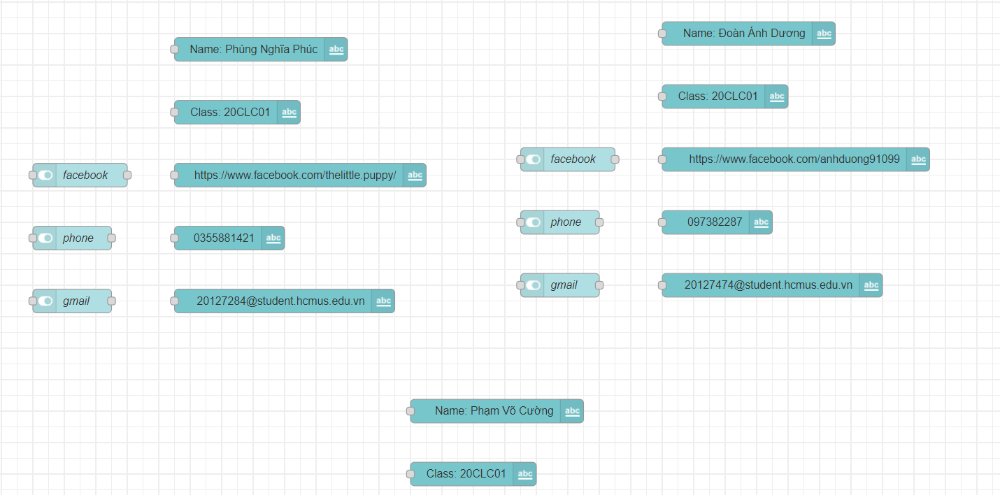 Name: Phùng Nghĩa Phúc abc
Class: 20CLC01 abc
facebook https://www.facebook.com/thelittle.puppy/ abc
phone 0355881421 abc
gmail 20127284@student.hcmus.edu.vn abc
Name: Đoàn Ánh Dương abc
Class: 20CLC01 abc
facebook https://www.facebook.com/anhduong91099 abc
phone 097382287 abc
gmail 20127474@student.hcmus.edu.vn abc
Name: Phạm Võ Cường abc
Class: 20CLC01 abc